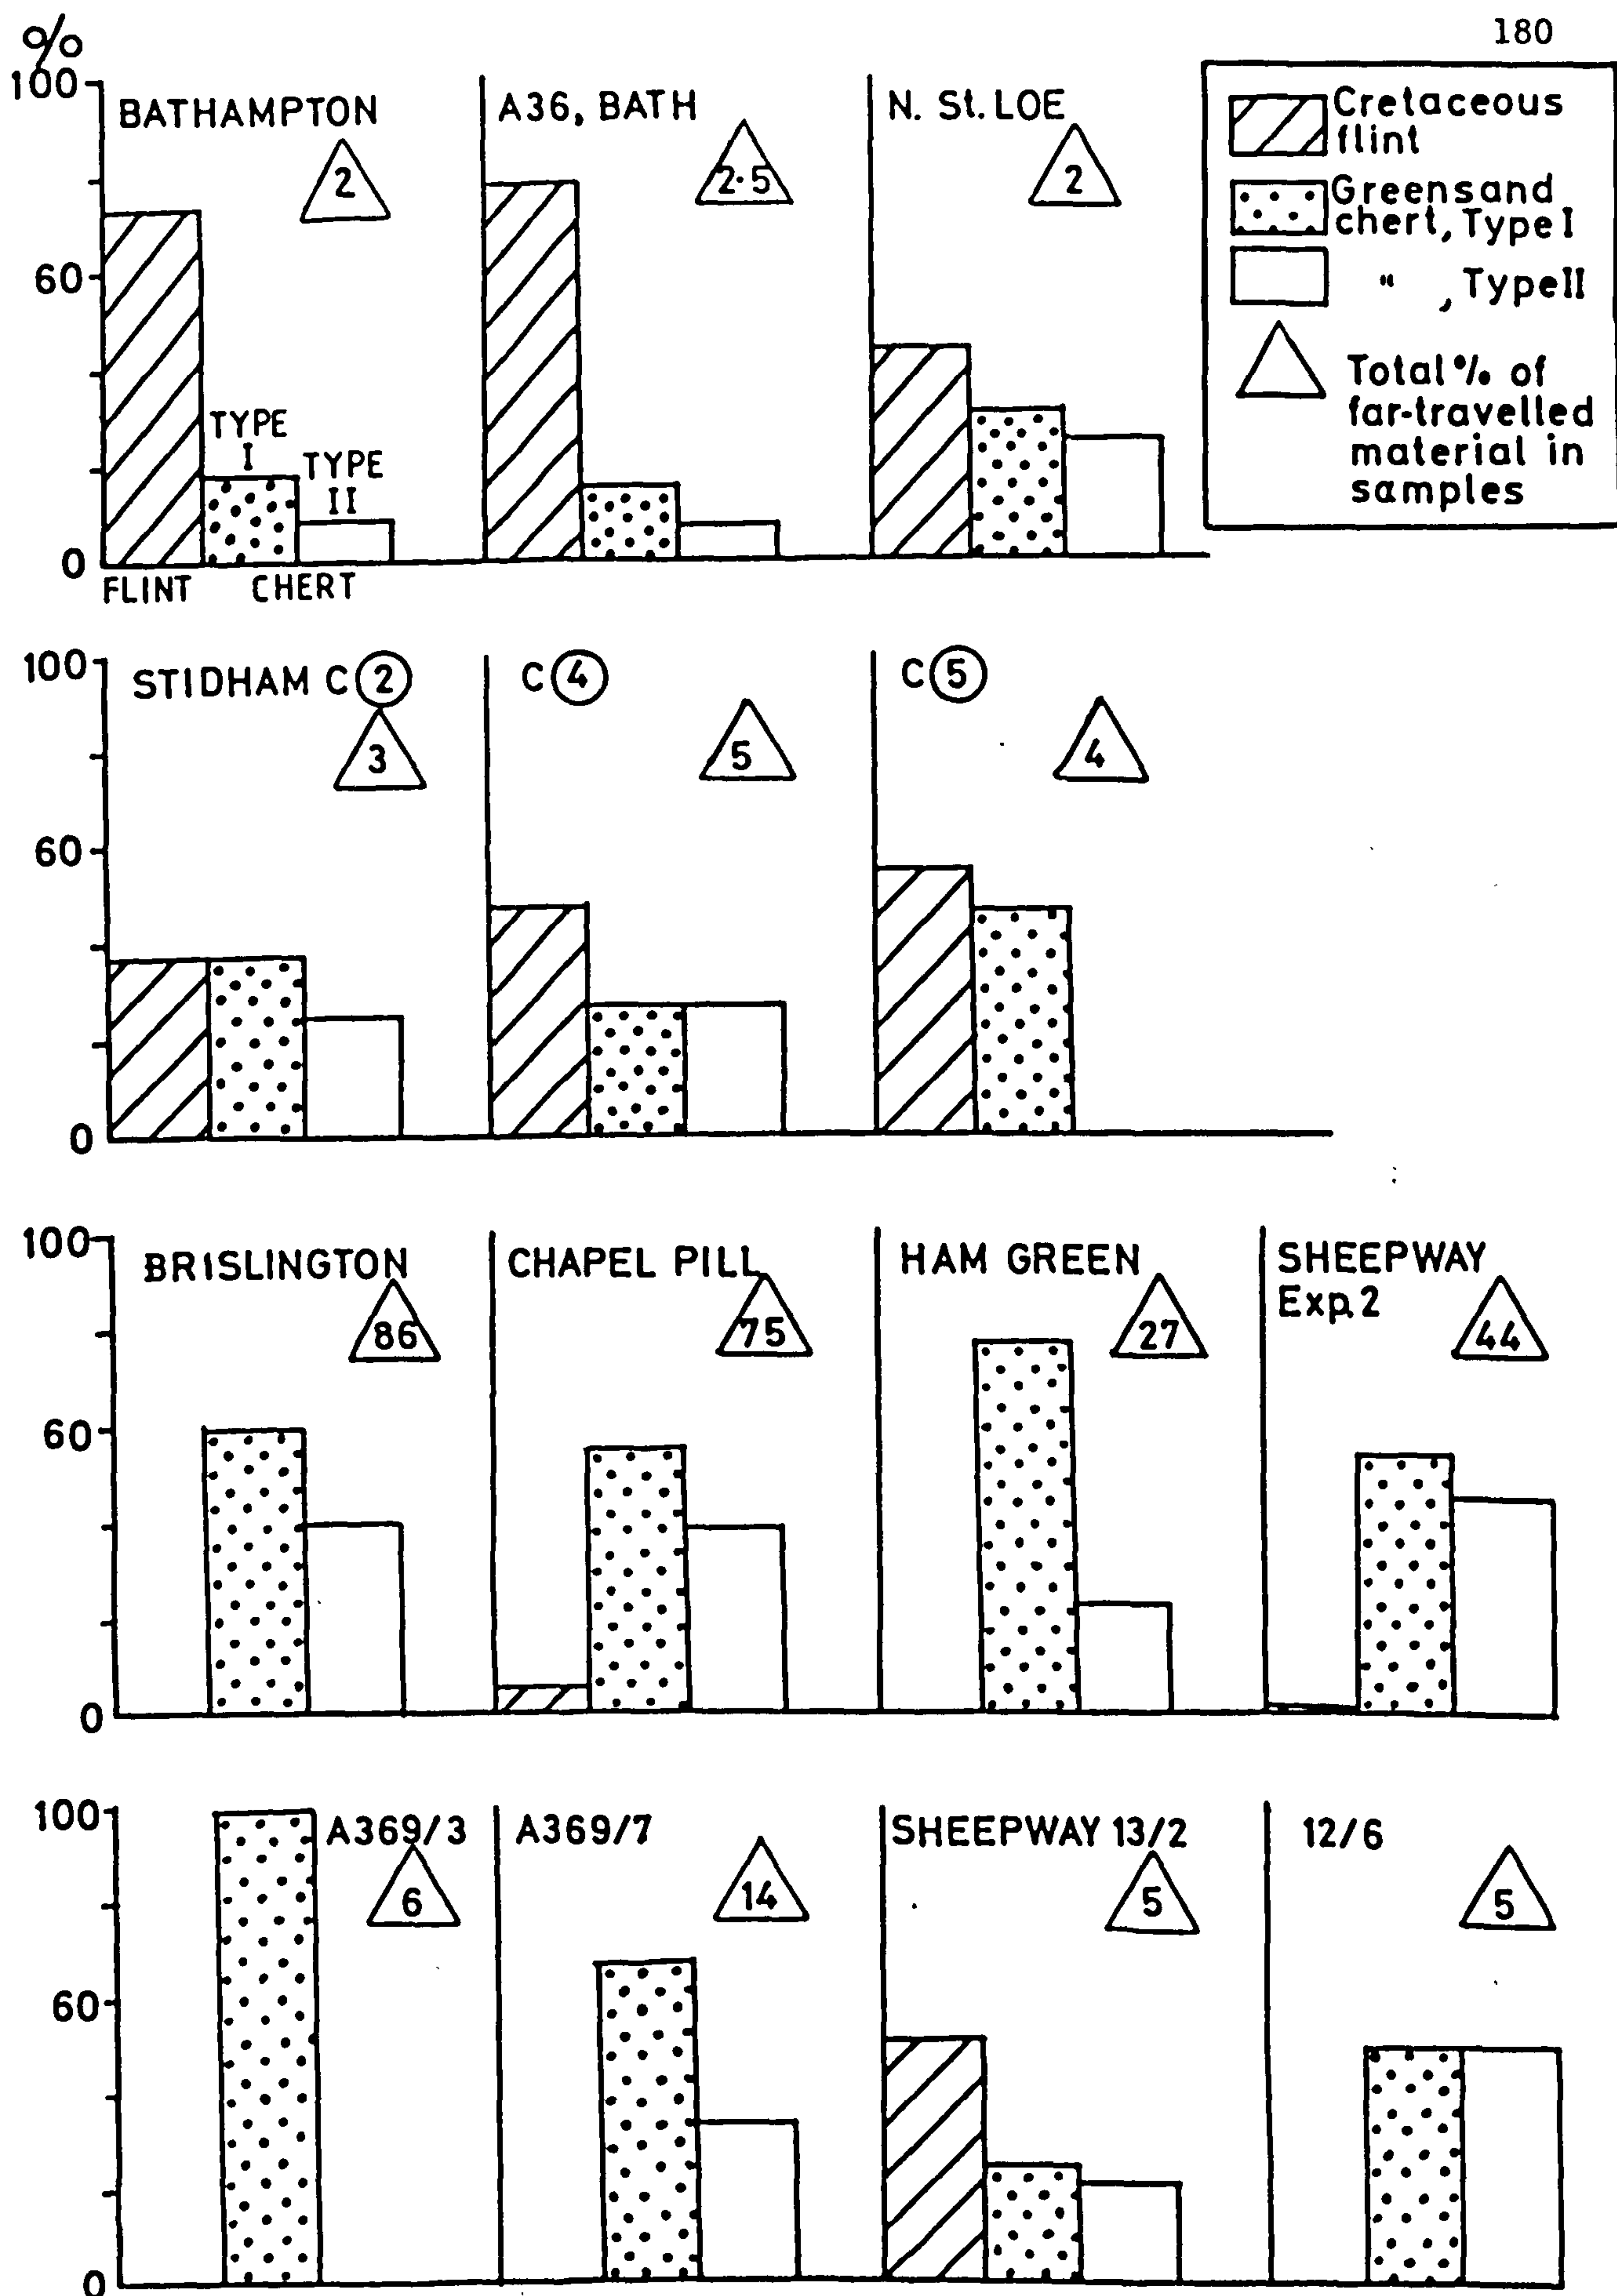 180
%
100
BATHAMPTON
2
A36, BATH
2·5
N. St. LOE
2
Cretaceous
flint
Greensand
chert, Type I
" , Type II
Total % of
far-travelled
material in
samples
60
TYPE
I
TYPE
II
0
FLINT CHERT
100
STIDHAM C 2
3
C 4
5
C 5
4
60
0
100
BRISLINGTON
86
CHAPEL PILL
75
HAM GREEN
27
SHEEPWAY
Exp. 2
44
60
0
100
A369/3
6
A369/7
14
SHEEPWAY 13/2
5
12/6
5
60
0